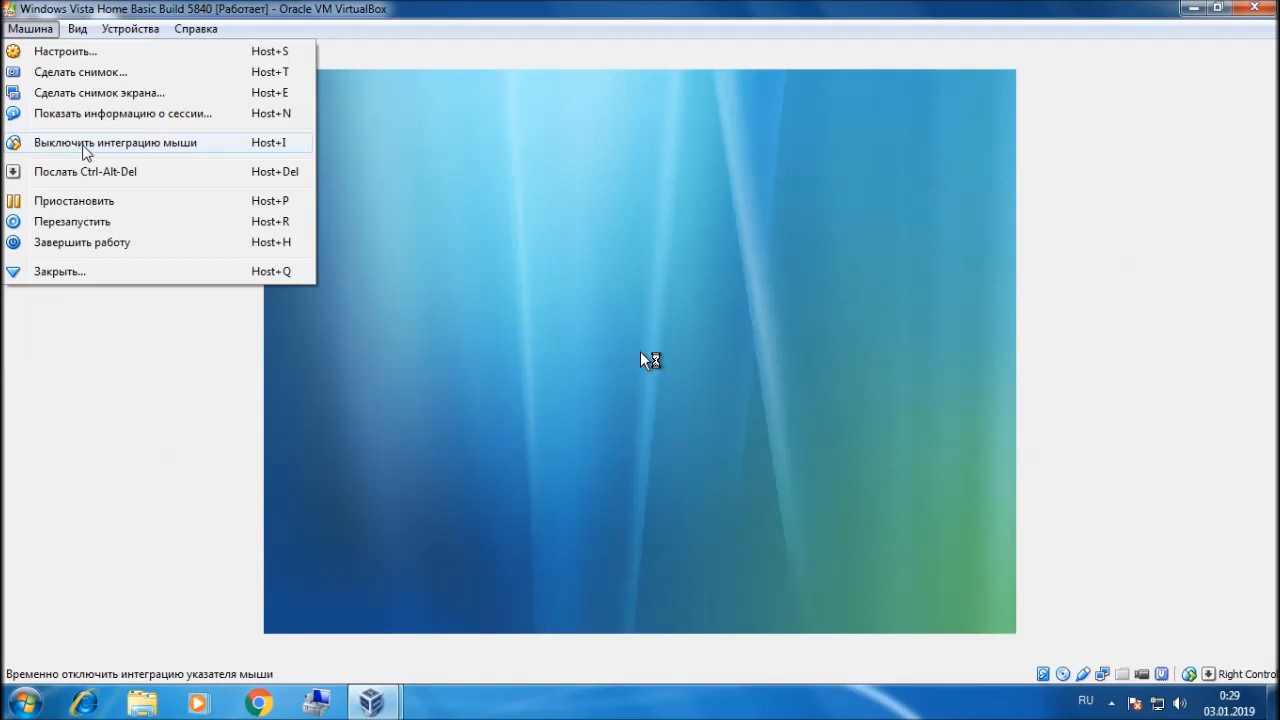 Windows Vista Home Basic Build 5840 [Работает] - Oracle VM VirtualBox
Машина Вид Устройства Справка
Настроить... Host+S
Сделать снимок... Host+T
Сделать снимок экрана... Host+E
Показать информацию о сессии... Host+N
Выключить интеграцию мыши Host+I
Послать Ctrl-Alt-Del Host+Del
Приостановить Host+P
Перезапустить Host+R
Завершить работу Host+H
Закрыть... Host+Q
Временно отключить интеграцию указателя мыши Right Contro
RU 0:29
03.01.2019